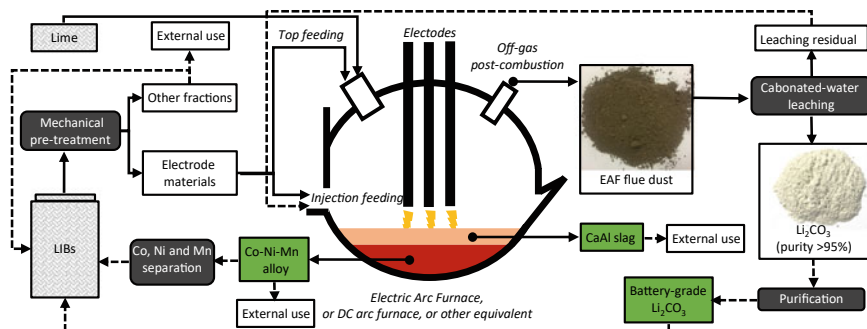 Lime
External use
Top feeding
Electodes
Off-gas
post-combustion
Leaching residual
Other fractions
Mechanical
pre-treatment
Cabonated-water
leaching
Electrode
materials
Injection feeding
EAF flue dust
LIBs
Co, Ni and Mn
separation
Co-Ni-Mn
alloy
CaAl slag
External use
Li₂CO₃
(purity >95%)
External use
Electric Arc Furnace,
or DC arc furnace, or other equivalent
Battery-grade
Li₂CO₃
Purification